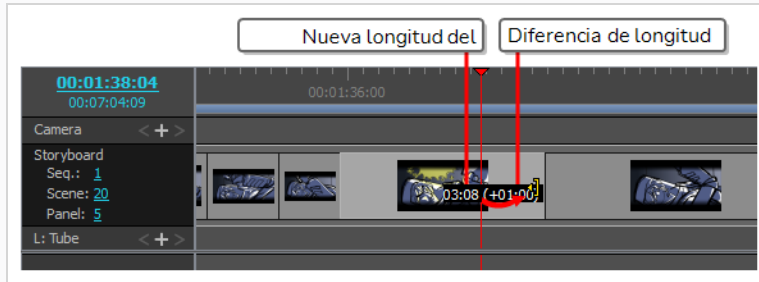 Nueva longitud del
Diferencia de longitud
00:01:38:04
00:07:04:09
00:01:36:00
Camera < + >
Storyboard
Seq.: 1
Scene: 20
Panel: 5
03:08 (+01:00)
L: Tube < + >